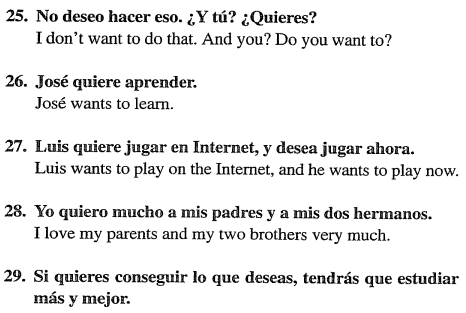 25. No deseo hacer eso. ¿Y tú? ¿Quieres?
I don't want to do that. And you? Do you want to?
26. José quiere aprender.
José wants to learn.
27. Luis quiere jugar en Internet, y desea jugar ahora.
Luis wants to play on the Internet, and he wants to play now.
28. Yo quiero mucho a mis padres y a mis dos hermanos.
I love my parents and my two brothers very much.
29. Si quieres conseguir lo que deseas, tendrás que estudiar
más y mejor.